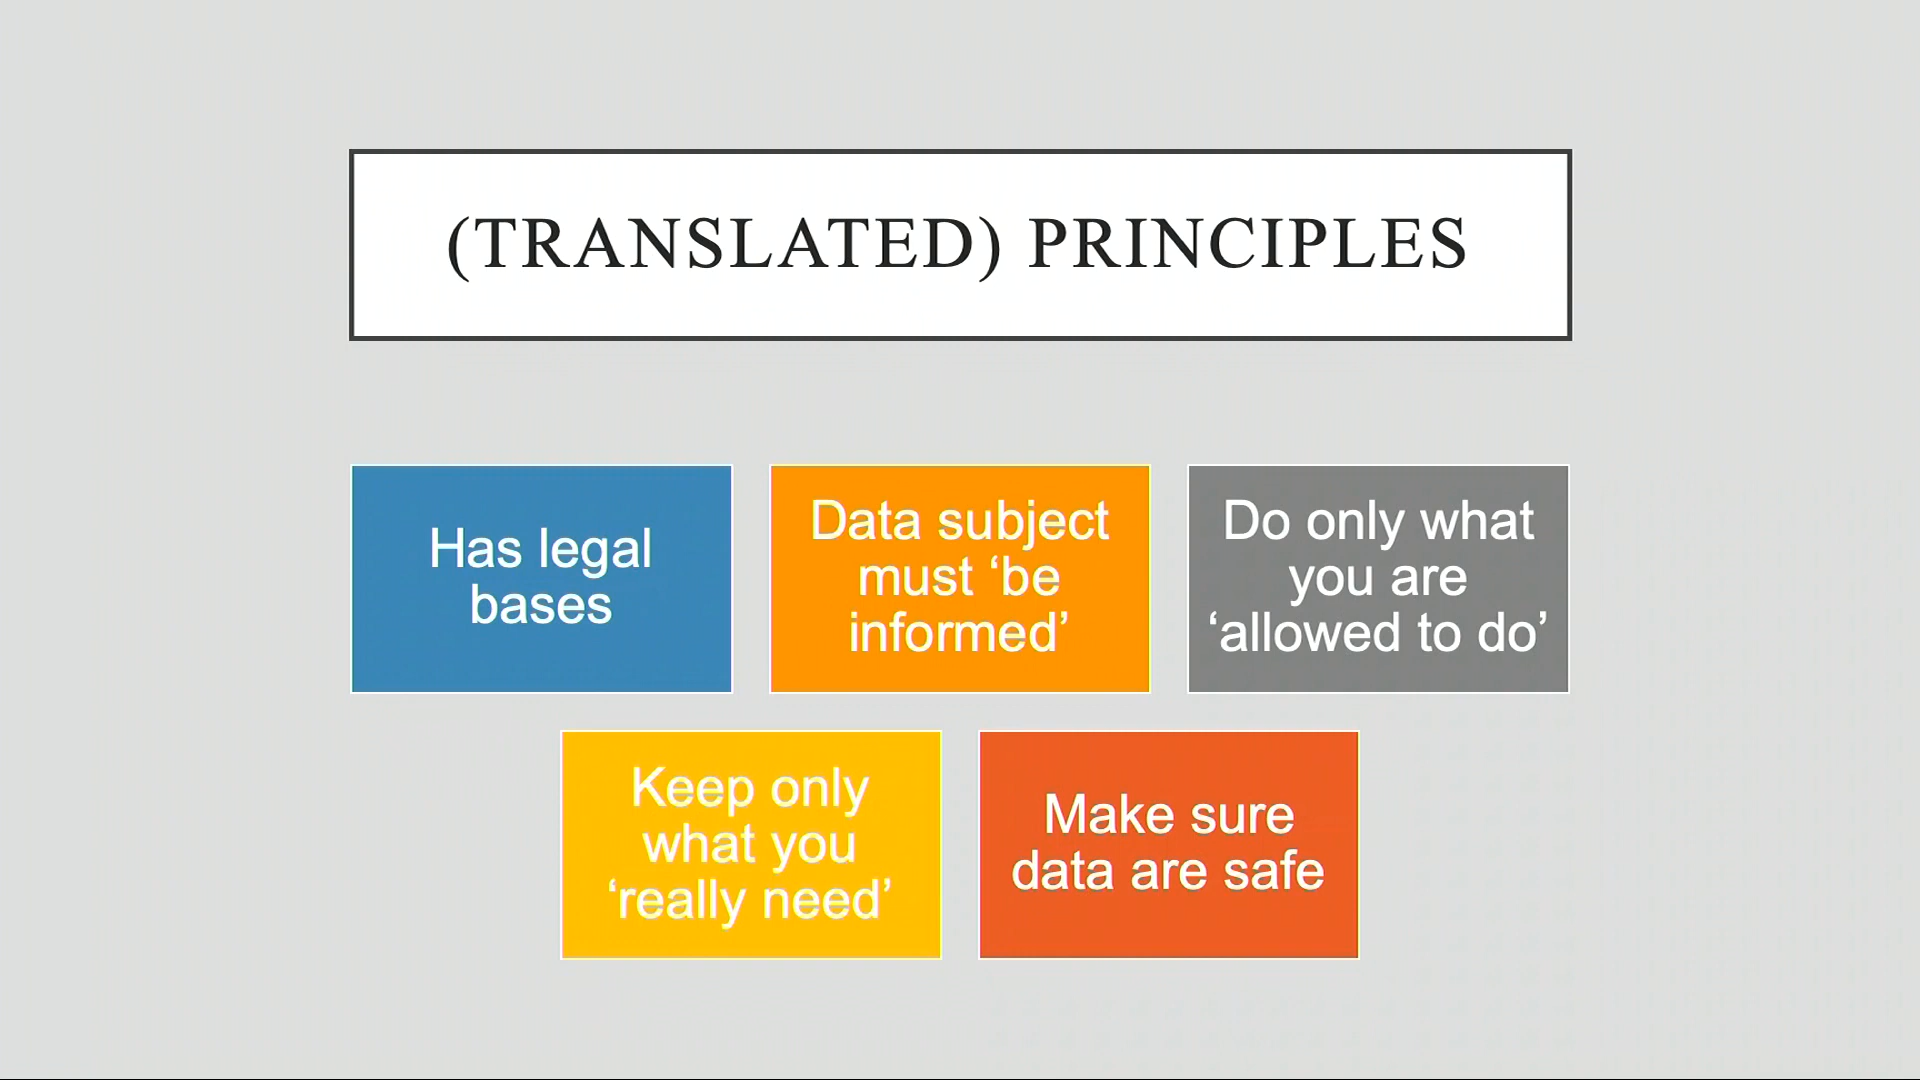 (TRANSLATED) PRINCIPLES
Has legal
bases
Data subject
must ‘be
informed’
Do only what
you are
‘allowed to do’
Keep only
what you
‘really need’
Make sure
data are safe